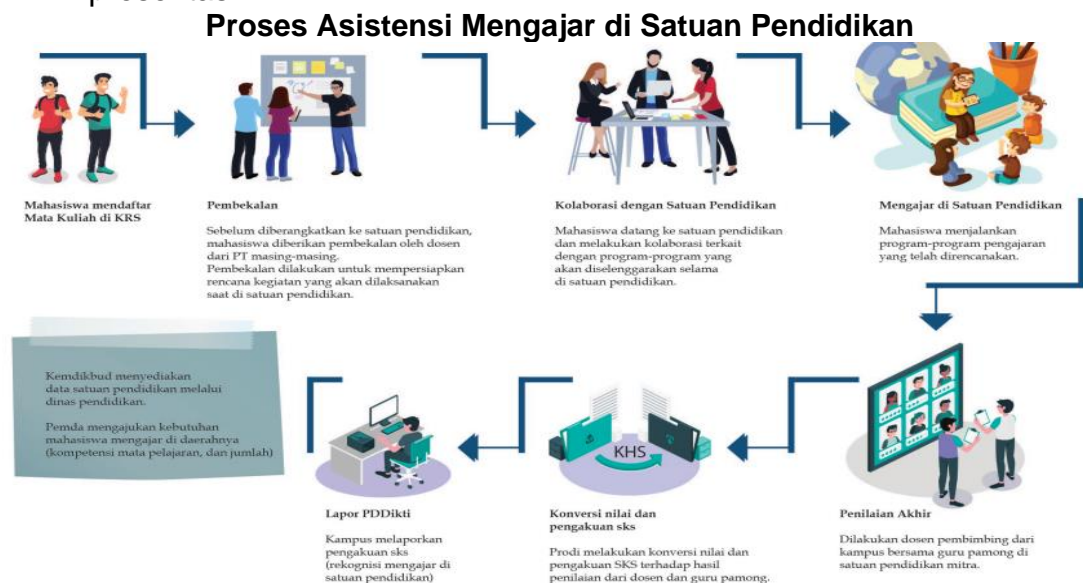 Proses Asistensi Mengajar di Satuan Pendidikan
Mahasiswa mendaftar
Mata Kuliah di KRS
Pembekalan
Sebelum diberangkatkan ke satuan pendidikan,
mahasiswa diberikan pembekalan oleh dosen
dari PT masing-masing.
Pembekalan dilakukan untuk mempersiapkan
rencana kegiatan yang akan dilaksanakan
saat di satuan pendidikan.
Kolaborasi dengan Satuan Pendidikan
Mahasiswa datang ke satuan pendidikan
dan melakukan kolaborasi terkait
dengan program-program yang
akan diselenggarakan selama
di satuan pendidikan.
Mengajar di Satuan Pendidikan
Mahasiswa menjalankan
program-program pengajaran
yang telah direncanakan.
Kemdikbud menyediakan
data satuan pendidikan melalui
dinas pendidikan.
Pemda mengajukan kebutuhan
mahasiswa mengajar di daerahnya
(kompetensi mata pelajaran, dan jumlah)
Lapor PDDikti
Kampus melaporkan
pengakuan sks
(rekognisi mengajar di
satuan pendidikan)
KHS
Konversi nilai dan
pengakuan sks
Prodi melakukan konversi nilai dan
pengakuan SKS terhadap hasil
penilaian dari dosen dan guru pamong.
Penilaian Akhir
Dilakukan dosen pembimbing dari
kampus bersama guru pamong di
satuan pendidikan mitra.